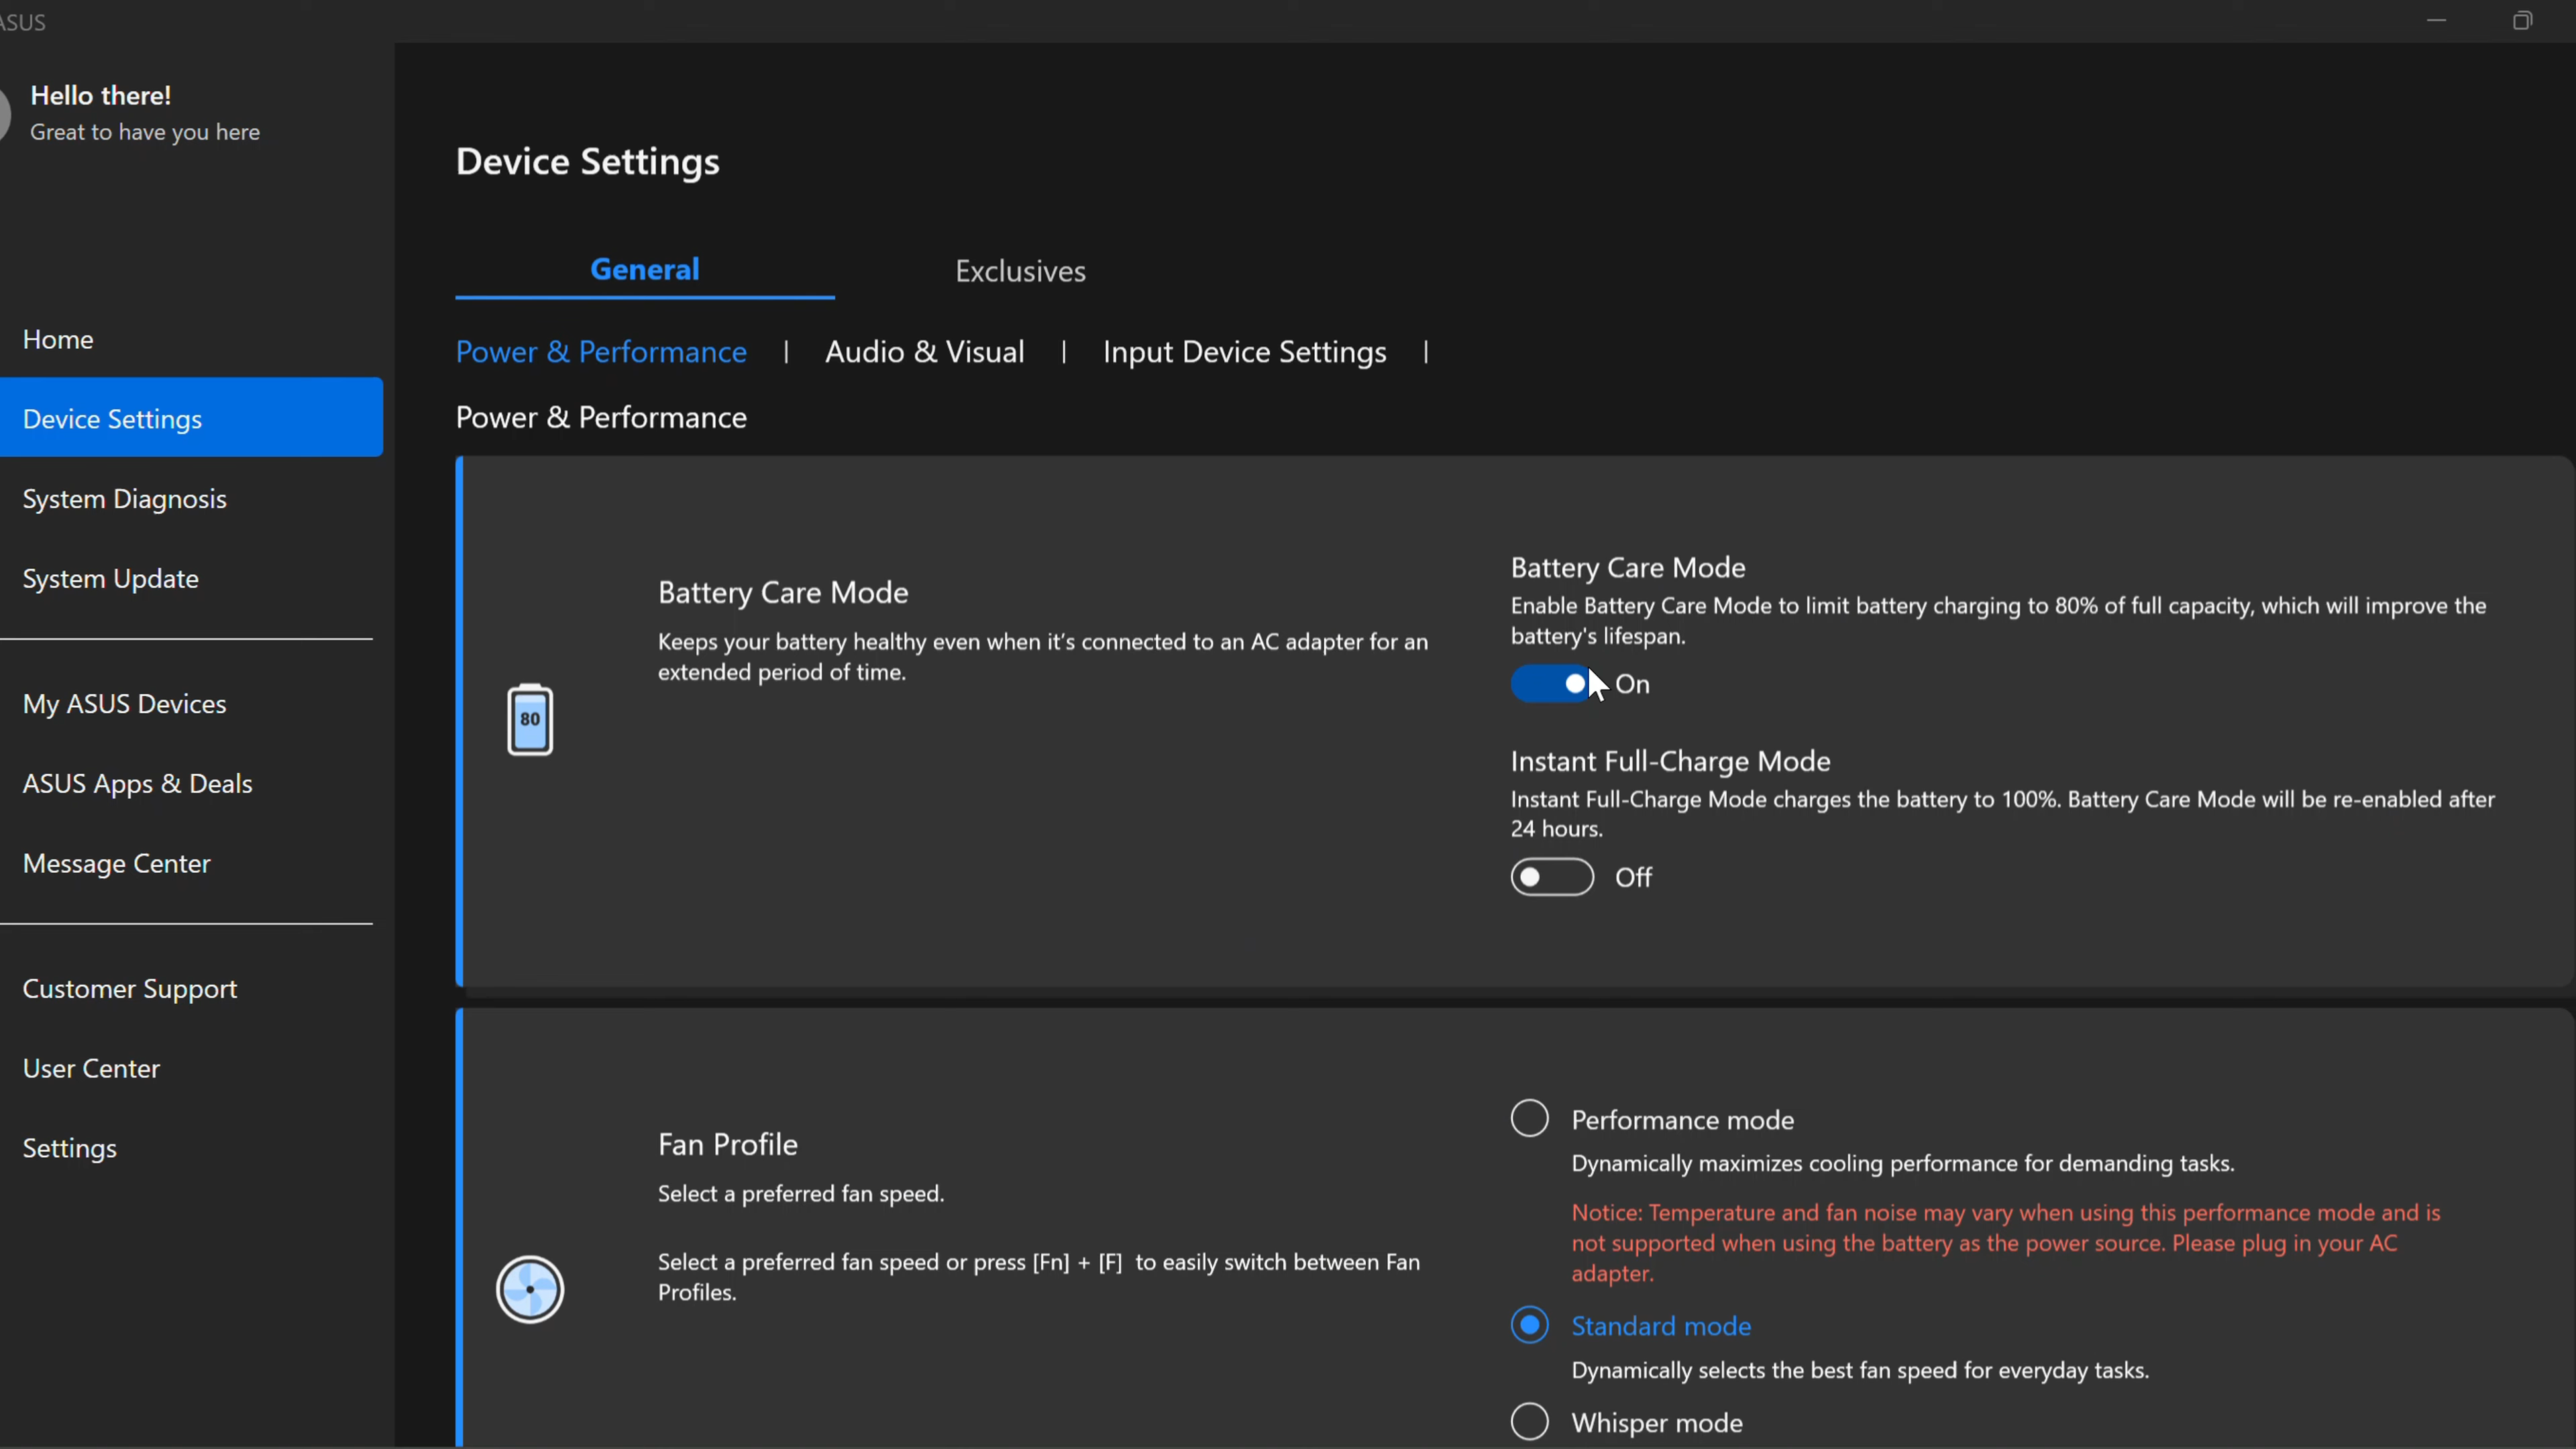 ASUS
Hello there!
Great to have you here
Home
Device Settings
System Diagnosis
System Update
My ASUS Devices
ASUS Apps & Deals
Message Center
Customer Support
User Center
Settings
Device Settings
General
Exclusives
Power & Performance | Audio & Visual | Input Device Settings |
Power & Performance
80
Battery Care Mode
Keeps your battery healthy even when it's connected to an AC adapter for an
extended period of time.
Battery Care Mode
Enable Battery Care Mode to limit battery charging to 80% of full capacity, which will improve the
battery's lifespan.
On
Instant Full-Charge Mode
Instant Full-Charge Mode charges the battery to 100%. Battery Care Mode will be re-enabled after
24 hours.
Off
Fan Profile
Select a preferred fan speed.
Select a preferred fan speed or press [Fn] + [F] to easily switch between Fan
Profiles.
Performance mode
Dynamically maximizes cooling performance for demanding tasks.
Notice: Temperature and fan noise may vary when using this performance mode and is
not supported when using the battery as the power source. Please plug in your AC
adapter.
Standard mode
Dynamically selects the best fan speed for everyday tasks.
Whisper mode